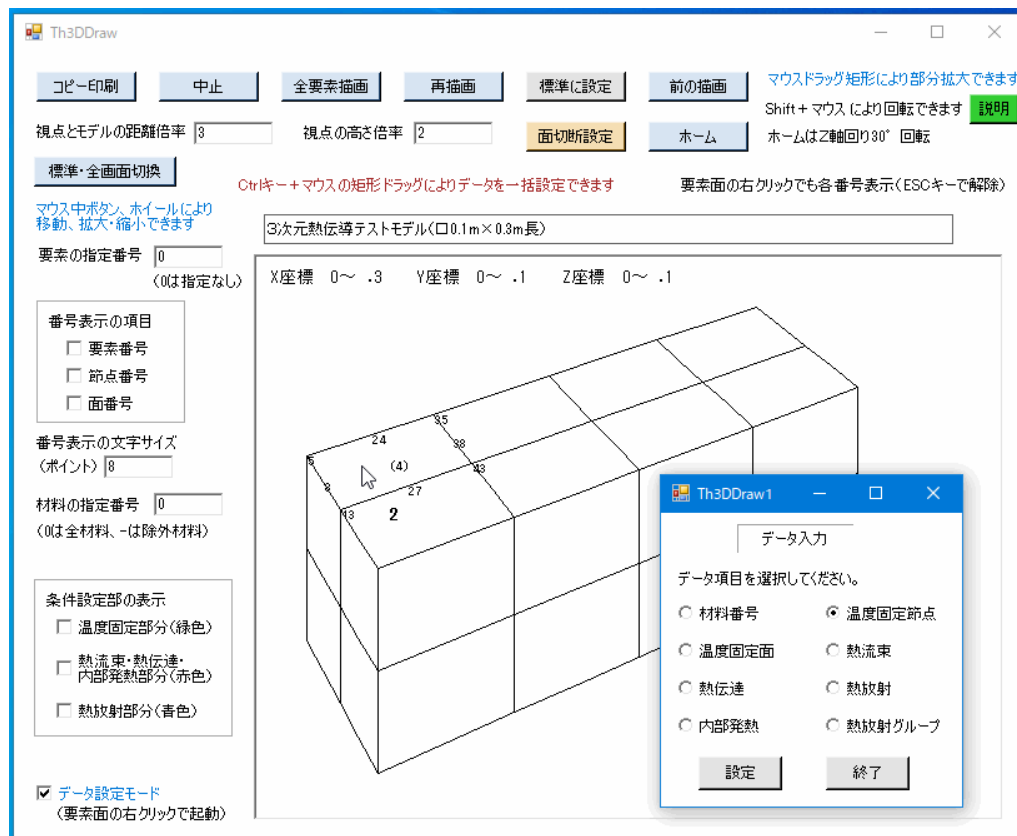 Th3DDraw
コピー印刷 中止 全要素描画 再描画 標準に設定 前の描画 マウスドラッグ矩形により部分拡大できます
Shift+マウス により回転できます 説明
視点とモデルの距離倍率 3 視点の高さ倍率 2 面切断設定 ホーム ホームはZ軸回り30° 回転
標準・全画面切換
Ctrlキー+マウスの矩形ドラッグによりデータを一括設定できます 要素面の右クリックでも各番号表示(ESCキーで解除)
マウス中ボタン、ホイールにより
移動、拡大・縮小できます
3次元熱伝導テストモデル(口0.1m×0.3m長)
要素の指定番号 0
(0は指定なし)
X座標 0~ .3 Y座標 0~ .1 Z座標 0~ .1
番号表示の項目
要素番号
節点番号
面番号
番号表示の文字サイズ
(ポイント) 8
材料の指定番号 0
(0は全材料、-は除外材料)
条件設定部の表示
温度固定部分(緑色)
熱流束・熱伝達・
内部発熱部分(赤色)
熱放射部分(青色)
データ設定モード
(要素面の右クリックで起動)
35
24
38
5
(4)
43
3
27
13
2
Th3DDraw1
データ入力
データ項目を選択してください。
材料番号 温度固定節点
温度固定面 熱流束
熱伝達 熱放射
内部発熱 熱放射グループ
設定 終了